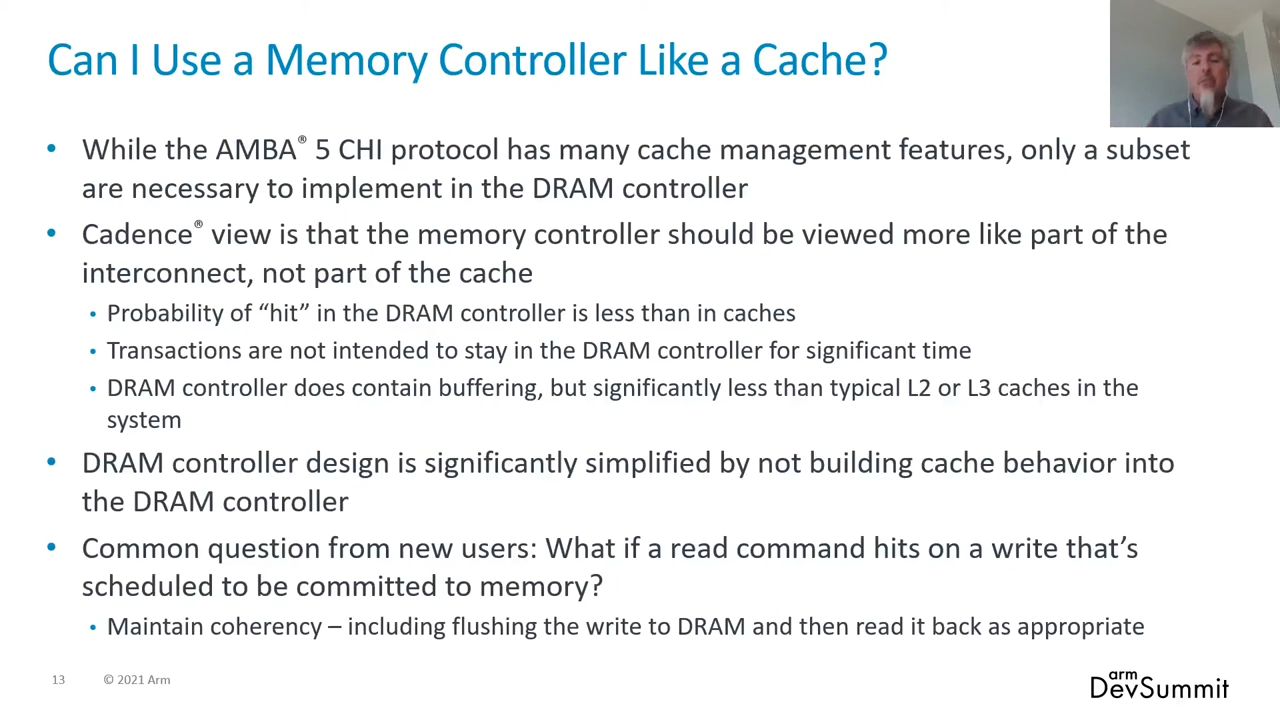 Can I Use a Memory Controller Like a Cache?
• While the AMBA® 5 CHI protocol has many cache management features, only a subset
are necessary to implement in the DRAM controller
• Cadence® view is that the memory controller should be viewed more like part of the
interconnect, not part of the cache
• Probability of “hit” in the DRAM controller is less than in caches
• Transactions are not intended to stay in the DRAM controller for significant time
• DRAM controller does contain buffering, but significantly less than typical L2 or L3 caches in the
system
• DRAM controller design is significantly simplified by not building cache behavior into
the DRAM controller
• Common question from new users: What if a read command hits on a write that’s
scheduled to be committed to memory?
• Maintain coherency – including flushing the write to DRAM and then read it back as appropriate
13 © 2021 Arm
arm
DevSummit